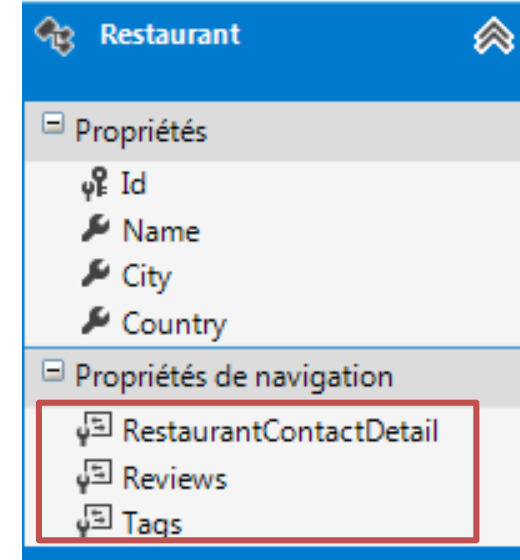 Restaurant
Propriétés
Id
Name
City
Country
Propriétés de navigation
RestaurantContactDetail
Reviews
Tags